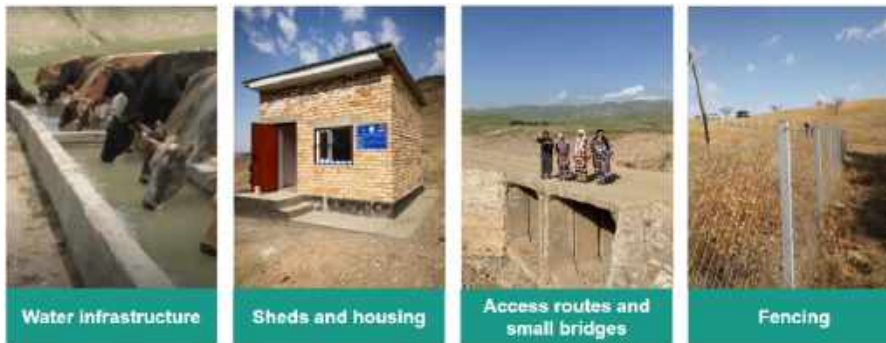 Water infrastructure
Sheds and housing
Access routes and
small bridges
Fencing